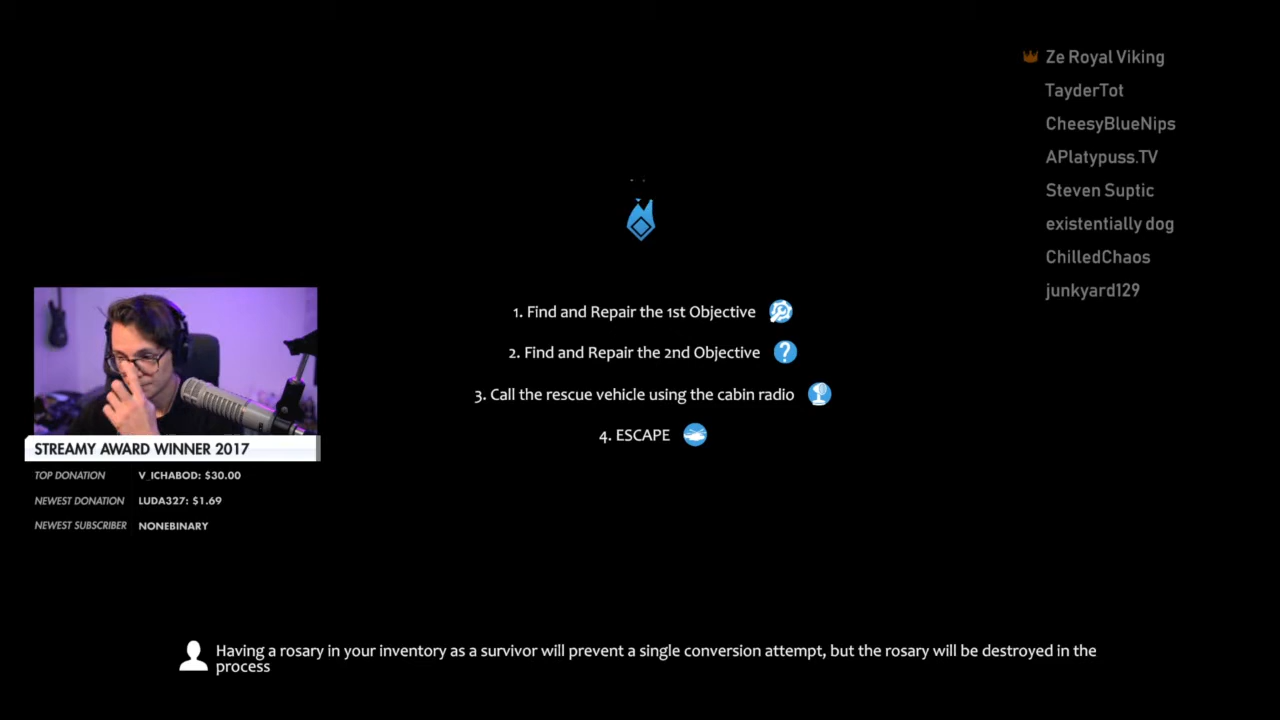 Ze Royal Viking
TayderTot
CheesyBlueNips
APlatypuss.TV
Steven Suptic
existentially dog
ChilledChaos
junkyard129
1. Find and Repair the 1st Objective
2. Find and Repair the 2nd Objective
?
3. Call the rescue vehicle using the cabin radio
4. ESCAPE
STREAMY AWARD WINNER 2017
TOP DONATION V_ICHABOD: $30.00
NEWEST DONATION LUDA327: $1.69
NEWEST SUBSCRIBER NONEBINARY
Having a rosary in your inventory as a survivor will prevent a single conversion attempt, but the rosary will be destroyed in the
process